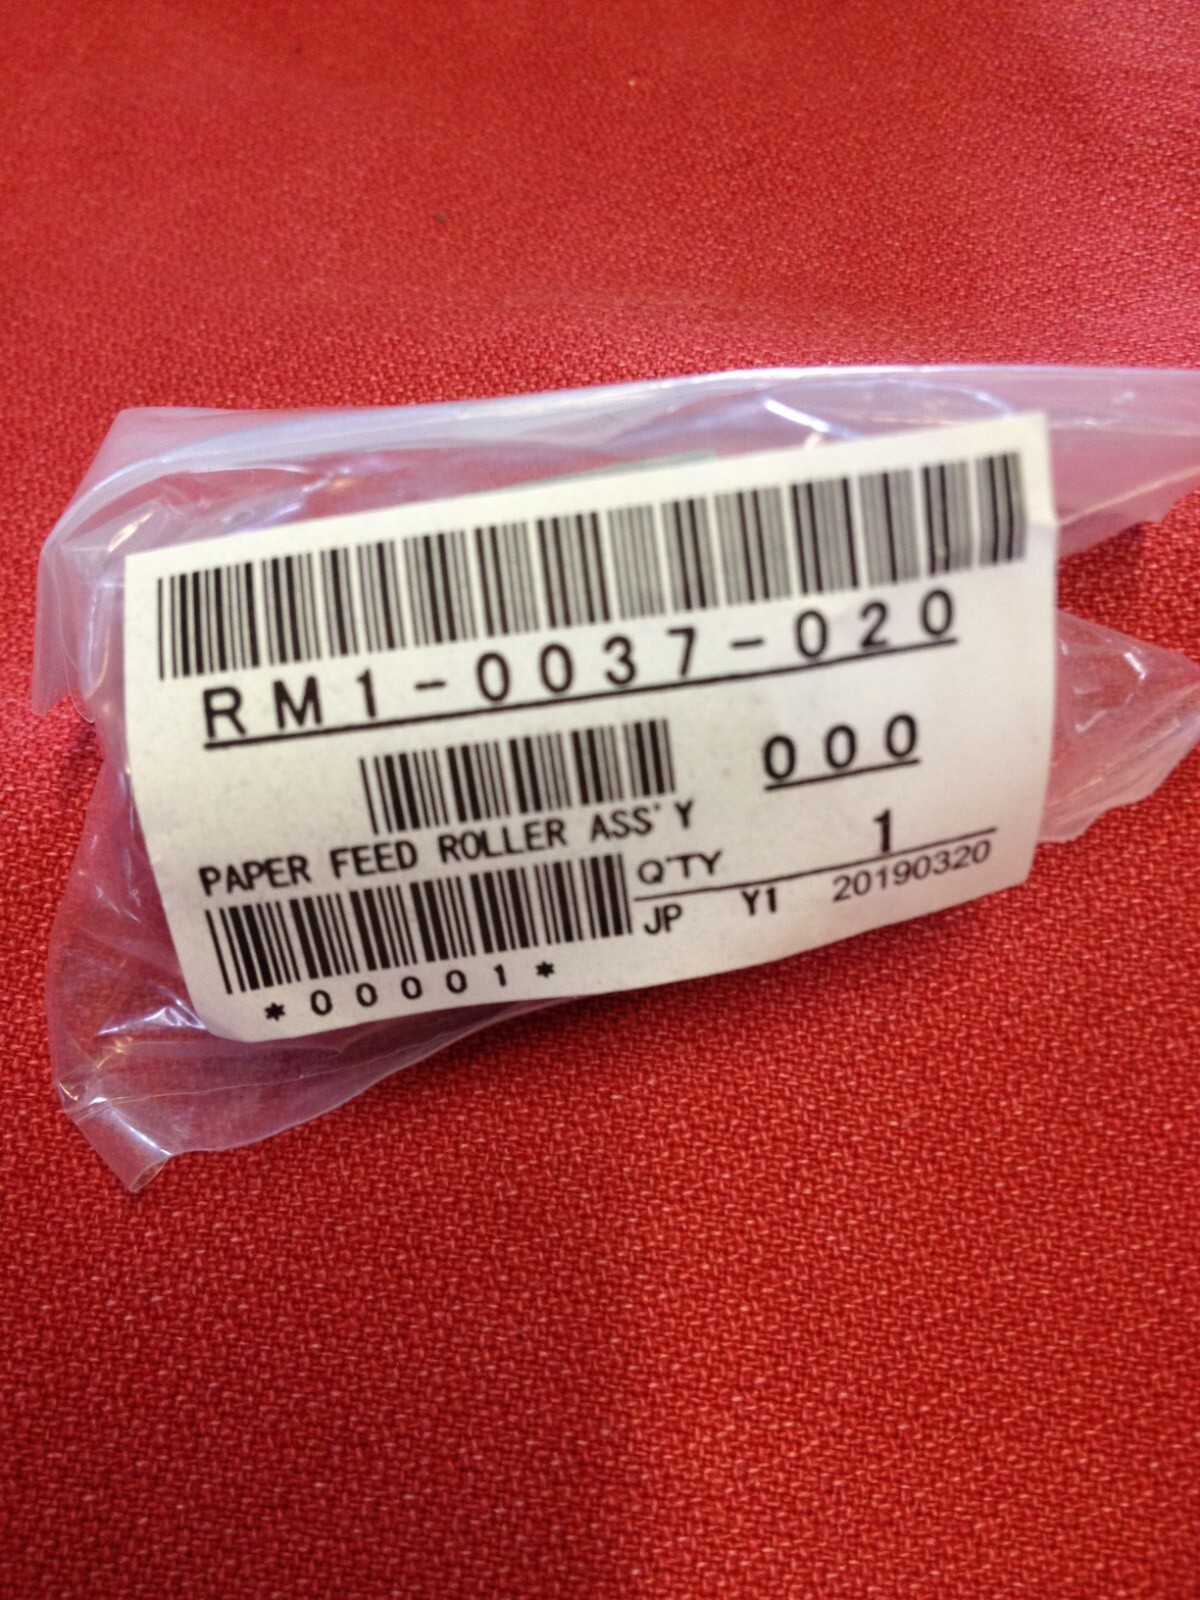 RM1-0037-020
000
PAPER FEED ROLLER ASS'Y
Q'TY 1
*00001*
JP Y1 20190320